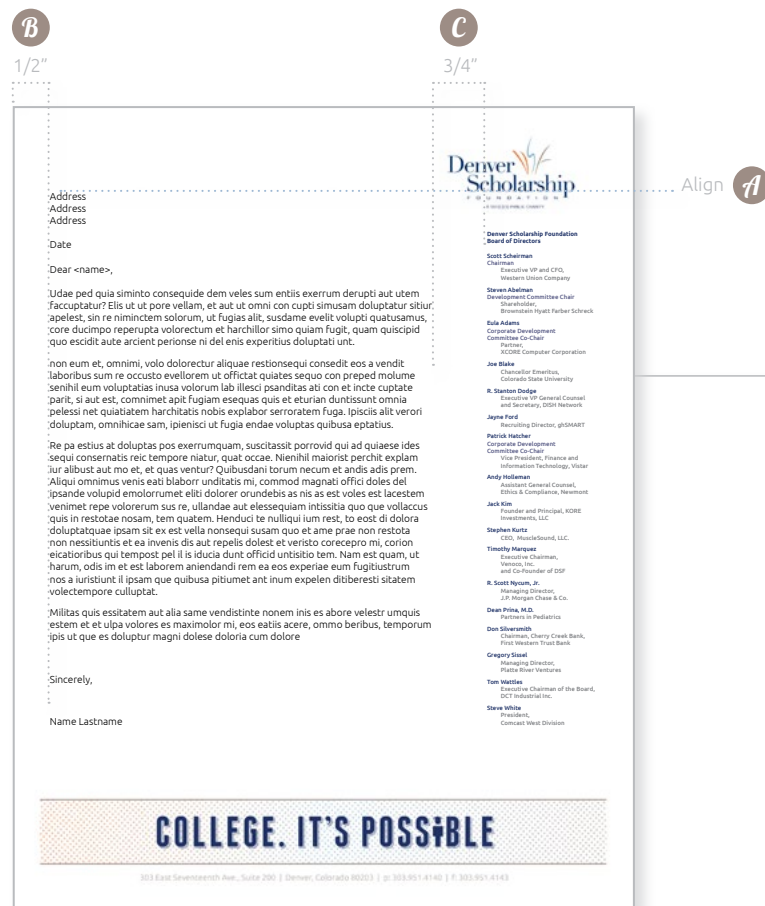 B
C
1/2"
3/4"
Denver
Scholarship
FOUNDATION
Align A
Address
Address
Address
Date
Dear <name>,
Udae ped quia siminto consequide dem veles sum entiis exerrum derupti aut utem
faccuptatur? Elis ut ut pore vellam, et aut ut omni con cupti simusam doluptatur sitiur
apelest, sin re niminctem solorum, ut fugias alit, susdame evelit volupti quatusamus,
core ducimpo reperupta volorectum et harchillor simo quiam fugit, quam quiscipid
quo escidit aute arcient perionse ni del enis experitius doluptati unt.
non eum et, omnimi, volo dolorectur aliquae restionsequi consedit eos a vendit
laboribus sum re occusto evellorem ut offictat quiates sequo con preped molume
senihil eum voluptatias inusa volorum lab illesci psanditas ati con et incte cuptate
parit, si aut est, comnimet apit fugiam esequas quis et eturian duntissunt omnia
pelessi net quiatiatem harchitatis nobis explabor serroratem fuga. Ipisciis alit verori
doluptam, omnihicae sam, ipienisci ut fugia endae voluptas quibusa eptatius.
Re pa estius at doluptas pos exerrumquam, suscitassit porrovid qui ad quiaese ides
sequi consernatis reic tempore niatur, quat occae. Nienihil maiorist perchit explam
iur alibust aut mo et, et quas ventur? Quibusdani torum necum et andis adis prem.
Aliqui omnimus venis eati blaborr unditatis mi, commod magnati offici doles del
ipsande volupid emolorrumet eliti dolorer orundebis as nis as est voles est lacestem
venimet repe volorerum sus re, ullandae aut elessequiam intissitia quo que vollaccus
quis in restotae nosam, tem quatem. Henduci te nulliqui ium rest, to eost di dolora
doluptatquae ipsam sit ex est vella nonsequi susam quo et ame prae non restota
non nessitiuntis et ea invenis dis aut repelis dolest et veristo corecepro mi, corion
eicatioribus qui tempost pel il is iducia dunt officid untisitio tem. Nam est quam, ut
harum, odis im et est laborem aniendandi rem ea eos experiae eum fugitiustrum
nos a iuristiunt il ipsam que quibusa pitiumet ant inum expelen ditiberesti sitatem
volectempore culluptat.
Militas quis essitatem aut alia same vendistinte nonem inis es abore velestr umquis
estem et et ulpa volores es maximolor mi, eos eatiis acere, ommo beribus, temporum
ipis ut que es doluptur magni dolese doloria cum dolore
Sincerely,
Name Lastname
Denver Scholarship Foundation
Board of Directors
Scott Scheirman
Chairman
Executive VP and CFO,
Western Union Company
Steven Abelman
Development Committee Chair
Shareholder,
Brownstein Hyatt Farber Schreck
Eula Adams
Corporate Development
Committee Co-Chair
Partner,
XCORE Computer Corporation
Joe Blake
Chancellor Emeritus,
Colorado State University
R. Stanton Dodge
Executive VP General Counsel
and Secretary, DISH Network
Jayne Ford
Recruiting Director, ghSMART
Patrick Hatcher
Corporate Development
Committee Co-Chair
Vice President, Finance and
Information Technology, Vistar
Andy Holleman
Assistant General Counsel,
Ethics & Compliance, Newmont
Jack Kim
Founder and Principal, KORE
Investments, LLC
Stephen Kurtz
CEO, MuscleSound, LLC.
Timothy Marquez
Executive Chairman,
Venoco, Inc.
and Co-Founder of DSF
R. Scott Nycum, Jr.
Managing Director,
J.P. Morgan Chase & Co.
Dean Prina, M.D.
Partners in Pediatrics
Don Silversmith
Chairman, Cherry Creek Bank,
First Western Trust Bank
Gregory Sissel
Managing Director,
Platte River Ventures
Tom Wattles
Executive Chairman of the Board,
DCT Industrial Inc.
Steve White
President,
Comcast West Division
COLLEGE. IT'S POSSIBLE
303 East Seventeenth Ave., Suite 200 | Denver, Colorado 80203 | p: 303.951.4140 | f: 303.951.4143